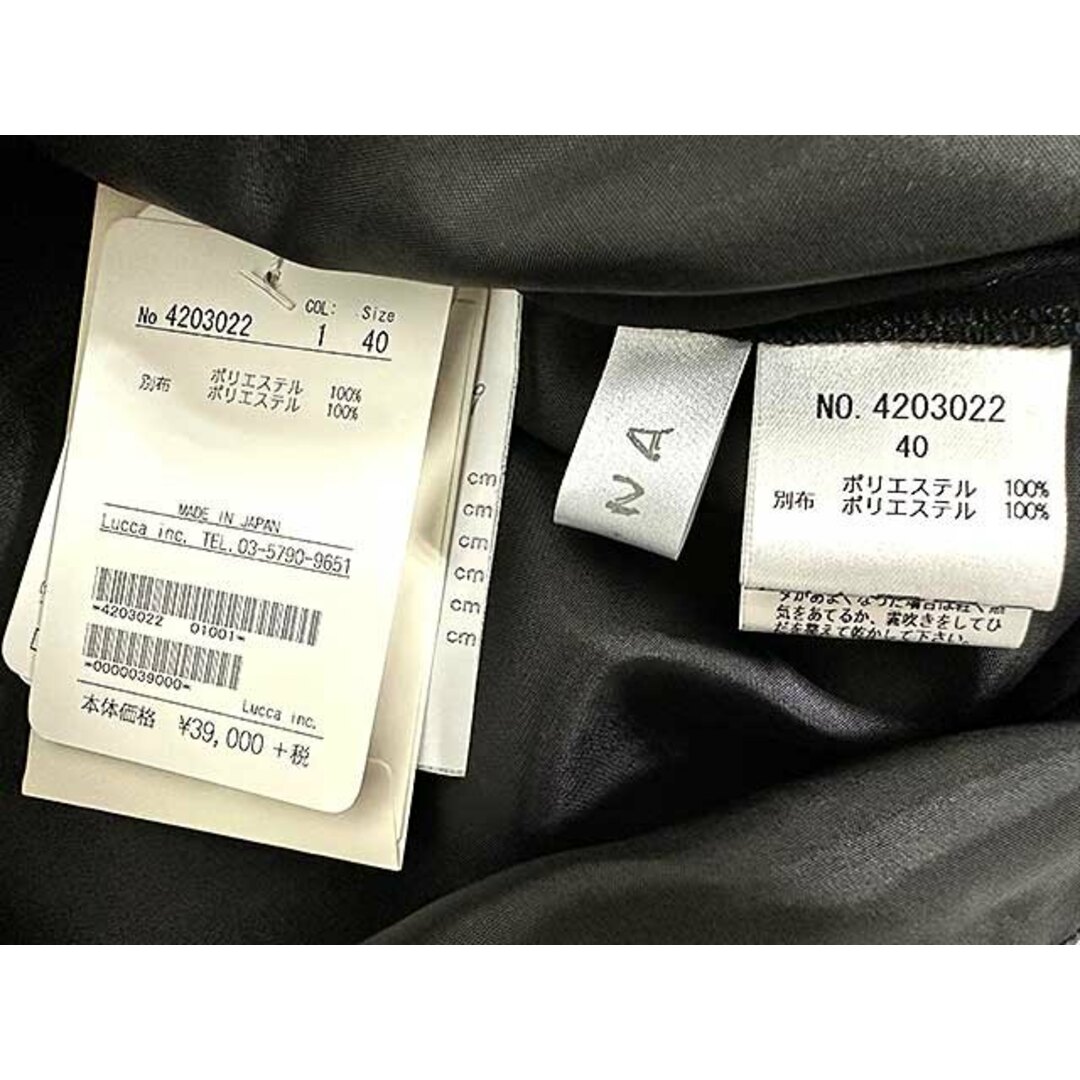 No 4203022 COL: 1 Size 40
ポリエステル 100%
別布 ポリエステル 100%
MADE IN JAPAN
Lucca inc. TEL.03-5790-9651
*4203022 01001*
*0000039000*
Lucca inc.
本体価格 ¥39,000 +税
cm
cm
cm
cm
cm
cm
NA
NO. 4203022
40
ポリエステル 100%
別布 ポリエステル 100%
気をあてるか、霧吹きをしてひ
だを整えて乾かして下さい。